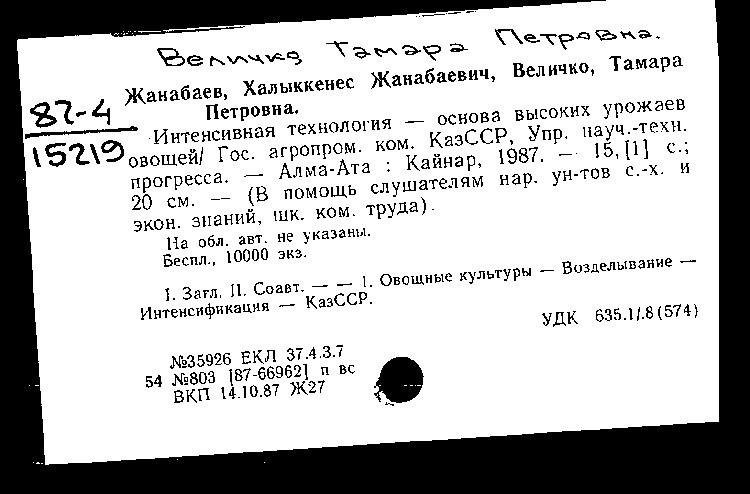 Величко Тамара Петровна.
87-4
15219
Жанабаев, Халыккенес Жанабаевич, Величко, Тамара
Петровна.
Интенсивная технология — основа высоких урожаев
овощей/ Гос. агропром. ком. КазССР, Упр. науч.-техн.
прогресса. — Алма-Ата : Кайнар, 1987. — 15, [1] с.;
20 см. — (В помощь слушателям нар. ун-тов с.-х. и
экон. знаний, шк. ком. труда).
На обл. авт. не указаны.
Беспл., 10000 экз.
I. Загл. II. Соавт. — — 1. Овощные культуры — Возделывание —
Интенсификация — КазССР.
УДК 635.1/.8(574)
№35926 ЕКЛ 37.4.3.7
54 №803 [87-66962] п вс
ВКП 14.10.87 Ж27